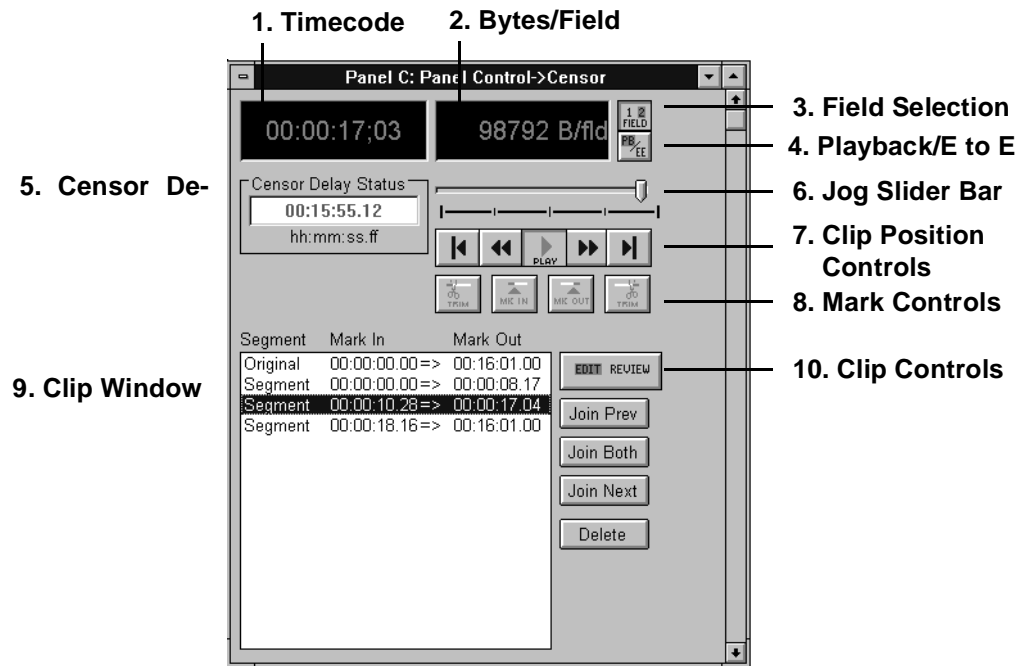 1. Timecode
2. Bytes/Field
Panel C: Panel Control->Censor
00:00:17;03
98792 B/fld
1 2
FIELD
PB/EE
3. Field Selection
4. Playback/E to E
5. Censor De-
Censor Delay Status
00:15:55.12
hh:mm:ss.ff
6. Jog Slider Bar
PLAY
7. Clip Position
Controls
TRIM
MK IN
MK OUT
TRIM
8. Mark Controls
Segment Mark In Mark Out
Original 00:00:00.00=> 00:16:01.00
Segment 00:00:00.00=> 00:00:08.17
Segment 00:00:10.28=> 00:00:17.04
Segment 00:00:18.16=> 00:16:01.00
EDIT REVIEW
10. Clip Controls
9. Clip Window
Join Prev
Join Both
Join Next
Delete